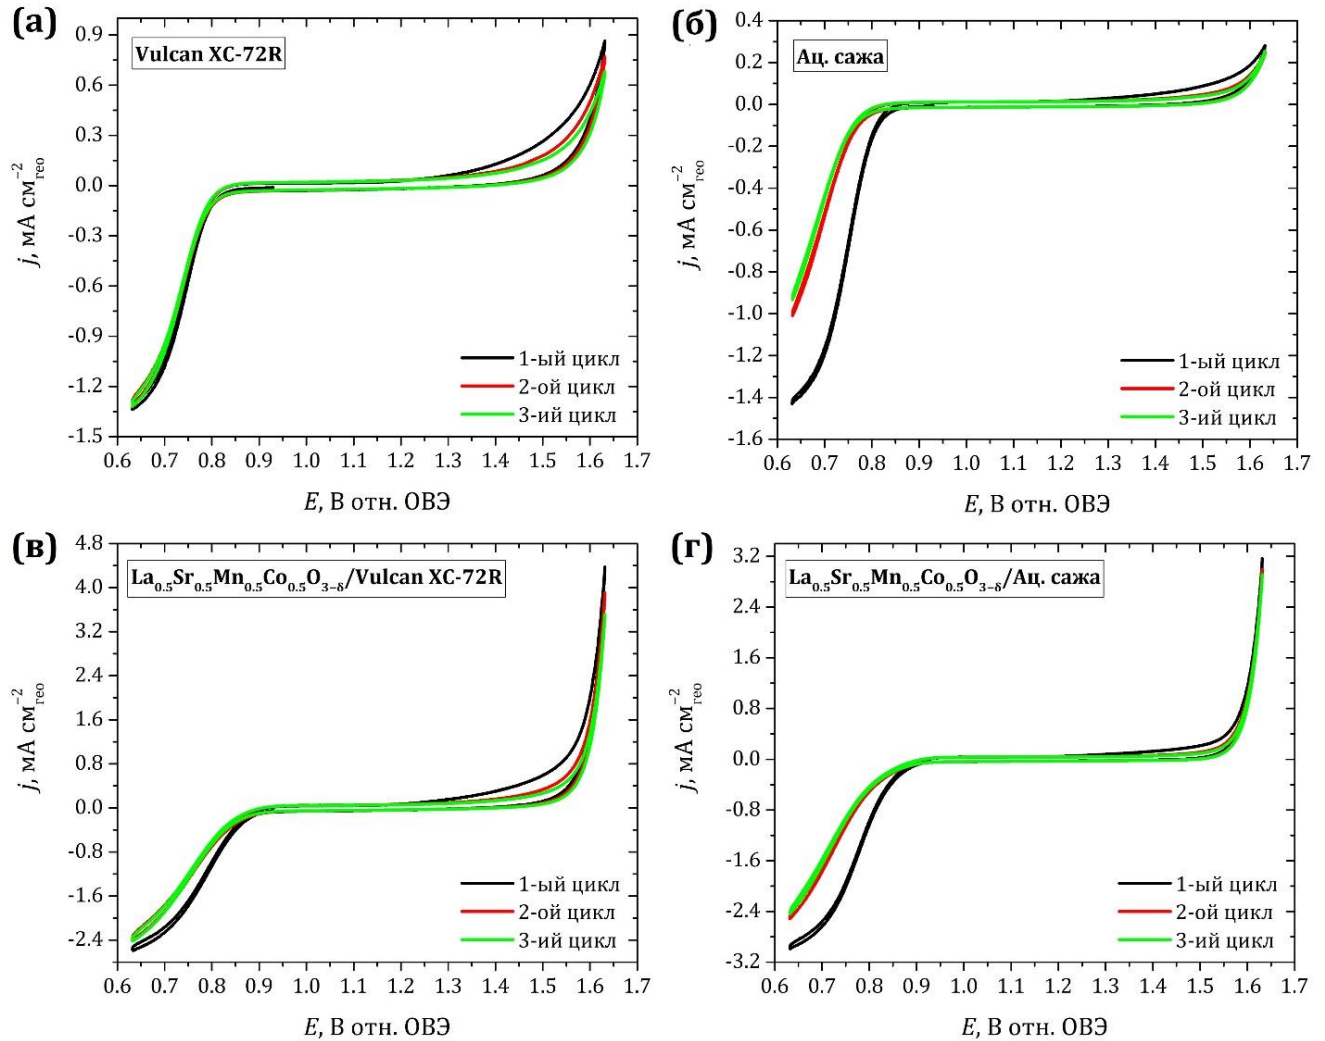 (а)
Vulcan XC-72R
0.9
0.6
0.3
0.0
-0.3
-0.6
-0.9
-1.2
-1.5
j, мА см⁻²гео
1-ый цикл
2-ой цикл
3-ий цикл
0.6 0.7 0.8 0.9 1.0 1.1 1.2 1.3 1.4 1.5 1.6 1.7
E, В отн. ОВЭ
(б)
Ац. сажа
0.4
0.2
0.0
-0.2
-0.4
-0.6
-0.8
-1.0
-1.2
-1.4
-1.6
j, мА см⁻²гео
1-ый цикл
2-ой цикл
3-ий цикл
0.6 0.7 0.8 0.9 1.0 1.1 1.2 1.3 1.4 1.5 1.6 1.7
E, В отн. ОВЭ
(в)
La₀.₅Sr₀.₅Mn₀.₅Co₀.₅O₃₋δ/Vulcan XC-72R
4.8
4.0
3.2
2.4
1.6
0.8
0.0
-0.8
-1.6
-2.4
j, мА см⁻²гео
1-ый цикл
2-ой цикл
3-ий цикл
0.6 0.7 0.8 0.9 1.0 1.1 1.2 1.3 1.4 1.5 1.6 1.7
E, В отн. ОВЭ
(г)
La₀.₅Sr₀.₅Mn₀.₅Co₀.₅O₃₋δ/Ац. сажа
3.2
2.4
1.6
0.8
0.0
-0.8
-1.6
-2.4
-3.2
j, мА см⁻²гео
1-ый цикл
2-ой цикл
3-ий цикл
0.6 0.7 0.8 0.9 1.0 1.1 1.2 1.3 1.4 1.5 1.6 1.7
E, В отн. ОВЭ